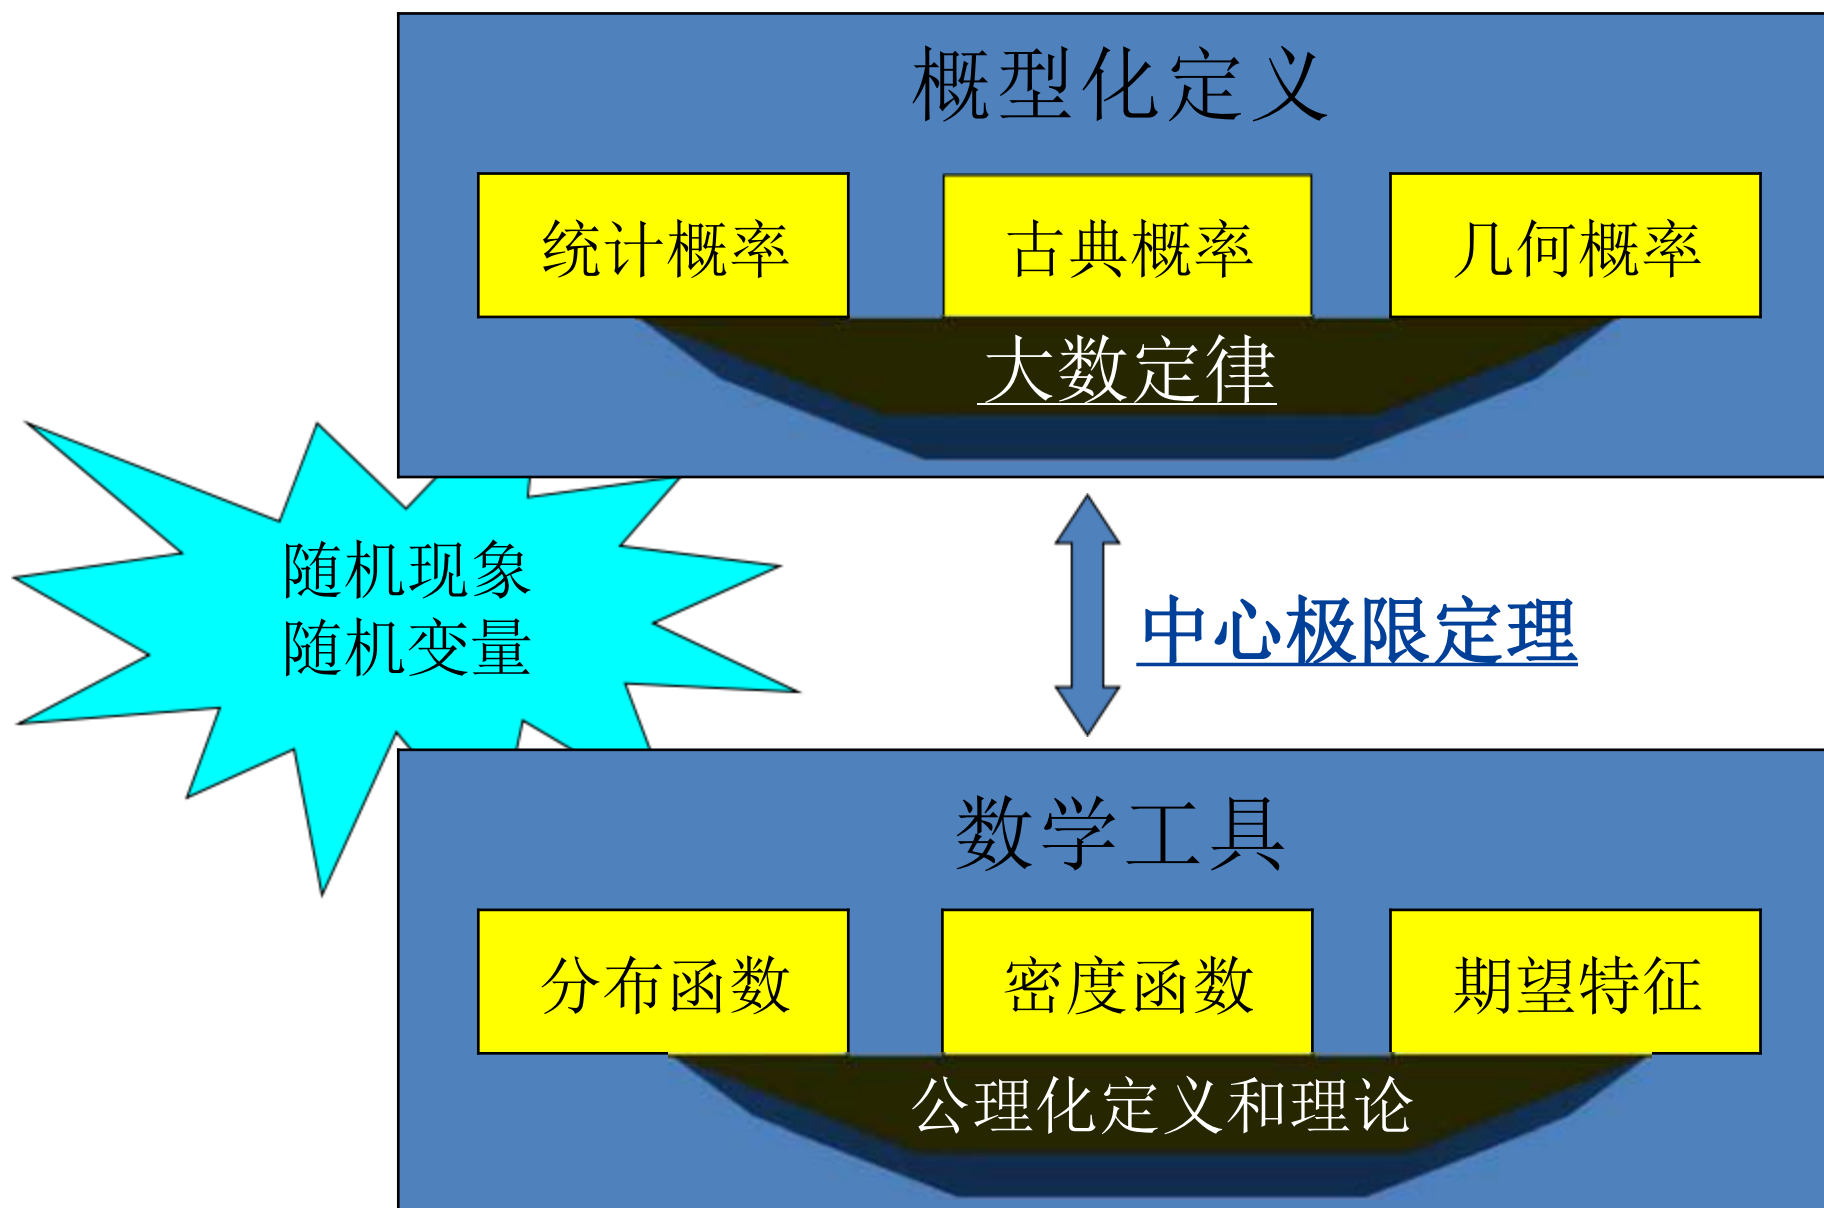 概型化定义
统计概率
古典概率
几何概率
大数定律
随机现象
随机变量
中心极限定理
数学工具
分布函数
密度函数
期望特征
公理化定义和理论